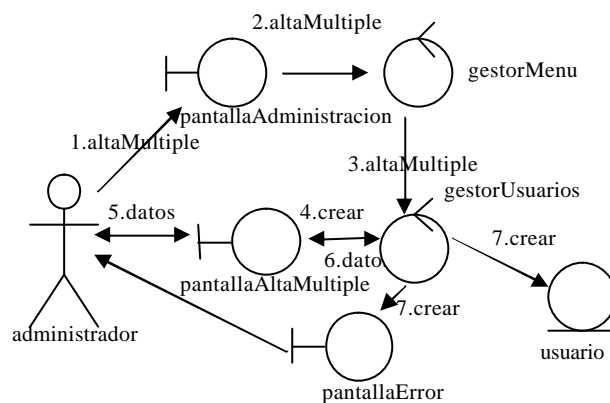 2.altaMultiple
gestorMenu
pantallaAdministracion
1.altaMultiple
3.altaMultiple
gestorUsuarios
5.datos
4.crear
7.crear
6.dato
pantallaAltaMultiple
7.crear
administrador
usuario
pantallaError